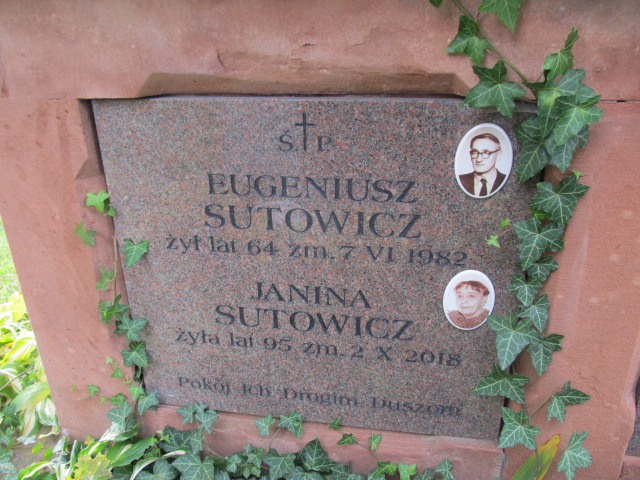 Ś † P
EUGENIUSZ
SUTOWICZ
żył lat 64 zm. 7 VI 1982
JANINA
SUTOWICZ
żyła lat 95 zm. 2 X 2018
Pokój Ich Drogim Duszom